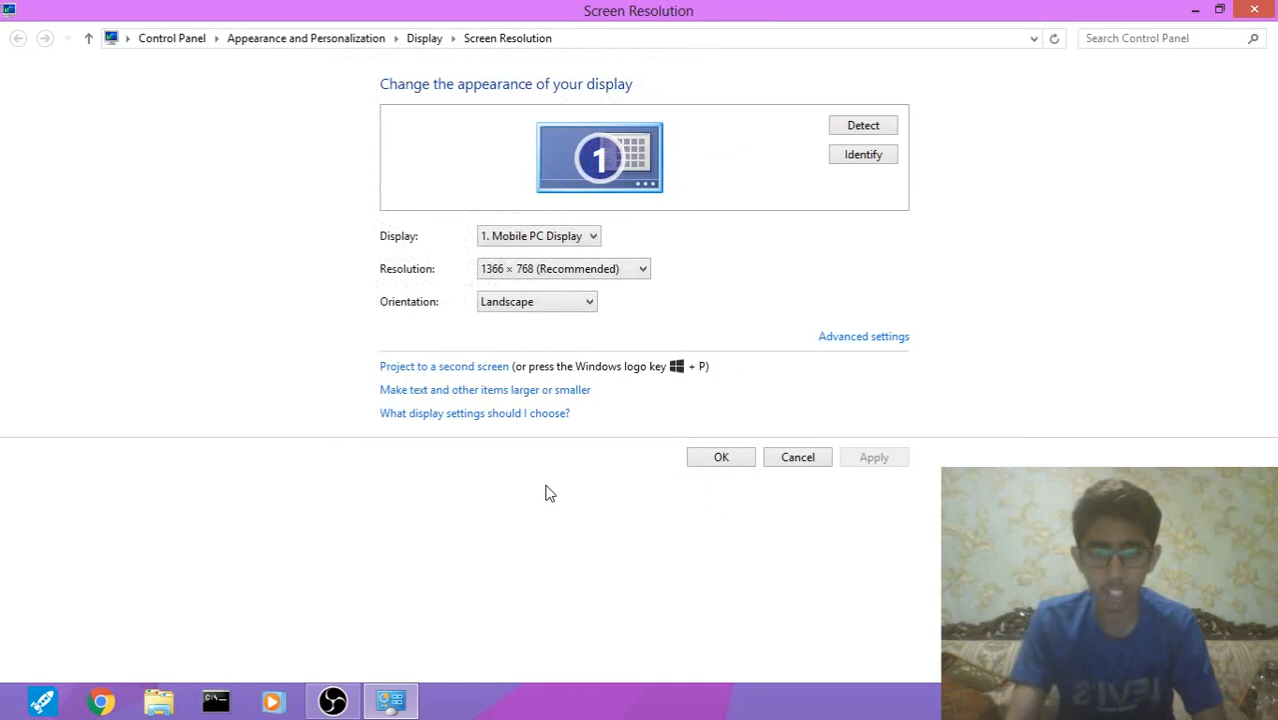 Screen Resolution
Control Panel Appearance and Personalization Display Screen Resolution
Search Control Panel
Change the appearance of your display
1
Detect
Identify
Display: 1. Mobile PC Display
Resolution: 1366 × 768 (Recommended)
Orientation: Landscape
Advanced settings
Project to a second screen (or press the Windows logo key + P)
Make text and other items larger or smaller
What display settings should I choose?
OK Cancel Apply
LEVI'S
C:\